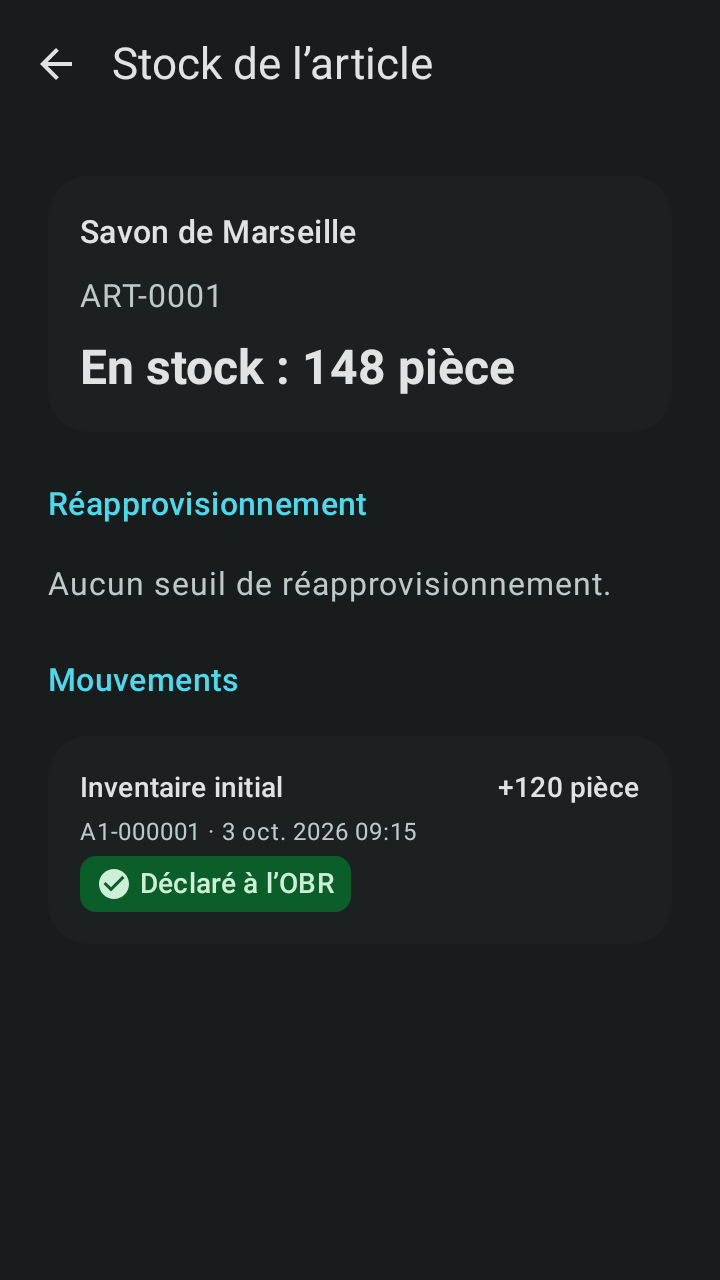 Stock de l’article
Savon de Marseille
ART-0001
En stock : 148 pièce
Réapprovisionnement
Aucun seuil de réapprovisionnement.
Mouvements
Inventaire initial +120 pièce
A1-000001 · 3 oct. 2026 09:15
Déclaré à l’OBR